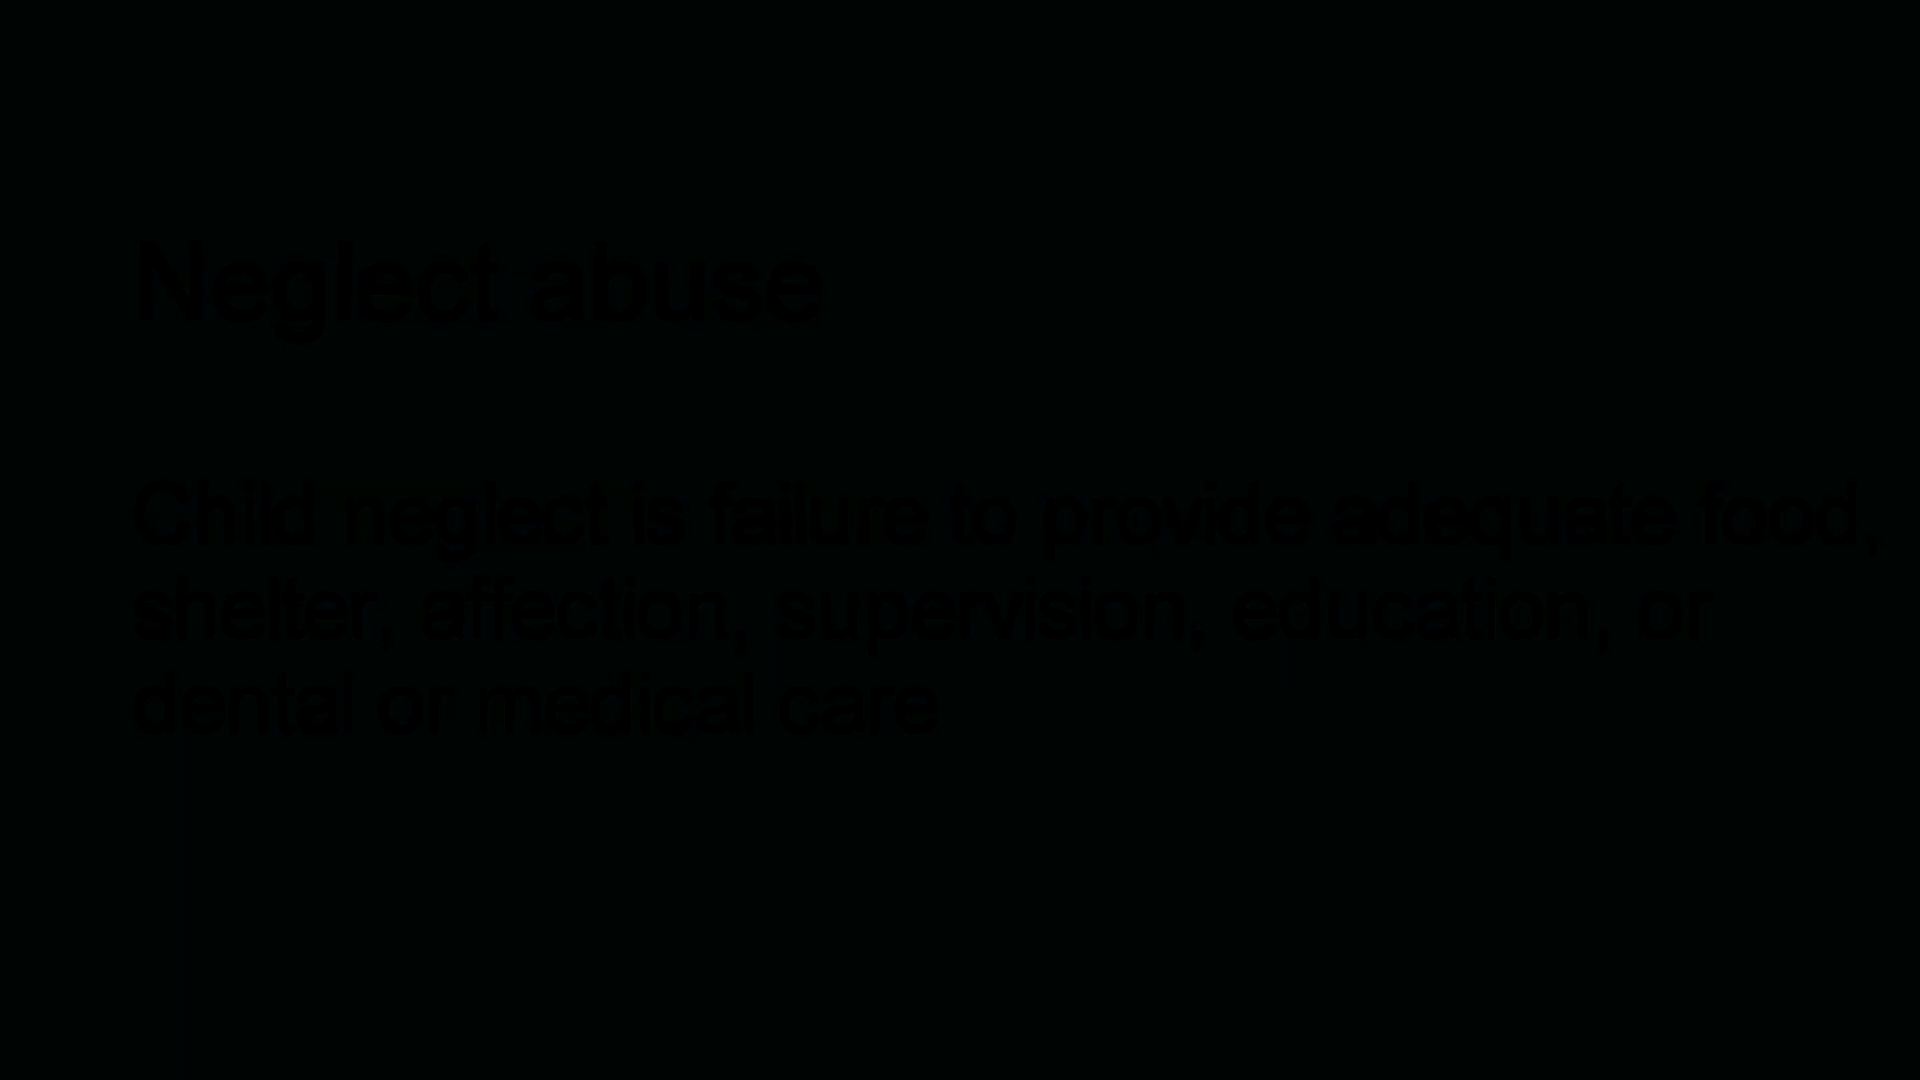 Neglect abuse
Child neglect is failure to provide adequate food,
shelter, affection, supervision, education, or
dental or medical care